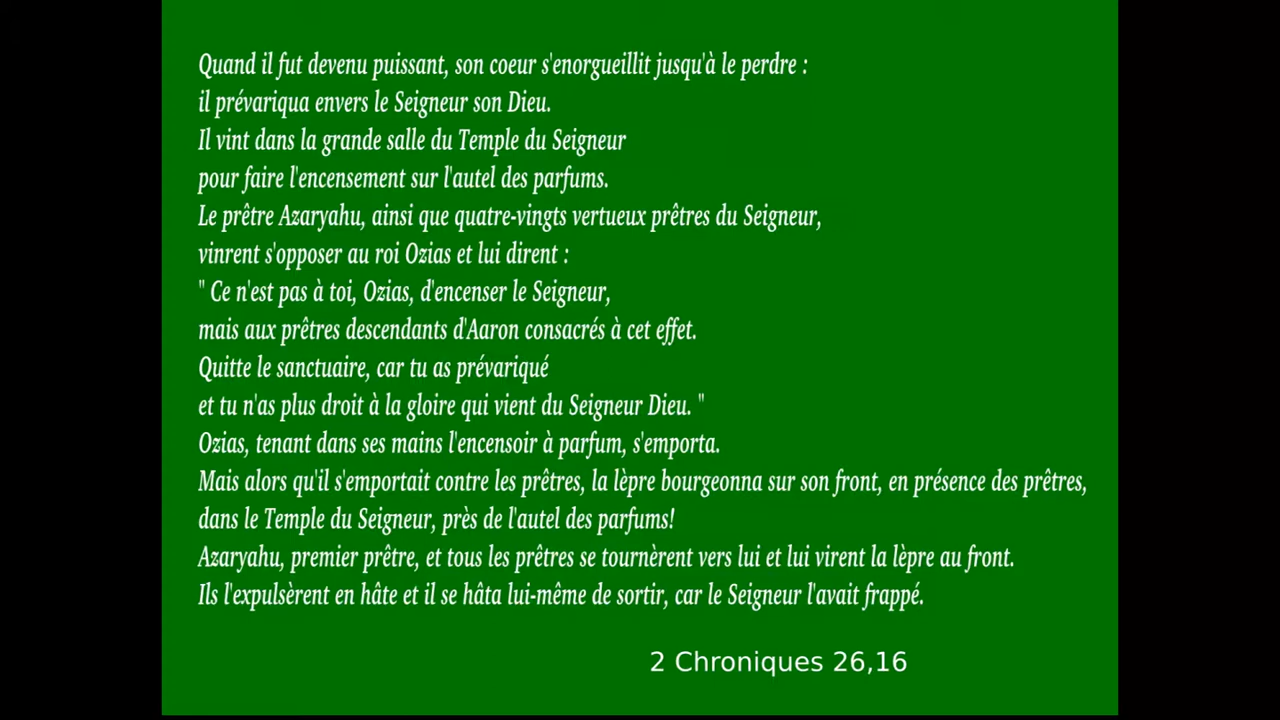 Quand il fut devenu puissant, son coeur s'enorgueillit jusqu'à le perdre :
il prévariqua envers le Seigneur son Dieu.
Il vint dans la grande salle du Temple du Seigneur
pour faire l'encensement sur l'autel des parfums.
Le prêtre Azaryahu, ainsi que quatre-vingts vertueux prêtres du Seigneur,
vinrent s'opposer au roi Ozias et lui dirent :
" Ce n'est pas à toi, Ozias, d'encenser le Seigneur,
mais aux prêtres descendants d'Aaron consacrés à cet effet.
Quitte le sanctuaire, car tu as prévariqué
et tu n'as plus droit à la gloire qui vient du Seigneur Dieu. "
Ozias, tenant dans ses mains l'encensoir à parfum, s'emporta.
Mais alors qu'il s'emportait contre les prêtres, la lèpre bourgeonna sur son front, en présence des prêtres,
dans le Temple du Seigneur, près de l'autel des parfums!
Azaryahu, premier prêtre, et tous les prêtres se tournèrent vers lui et lui virent la lèpre au front.
Ils l'expulsèrent en hâte et il se hâta lui-même de sortir, car le Seigneur l'avait frappé.
2 Chroniques 26,16